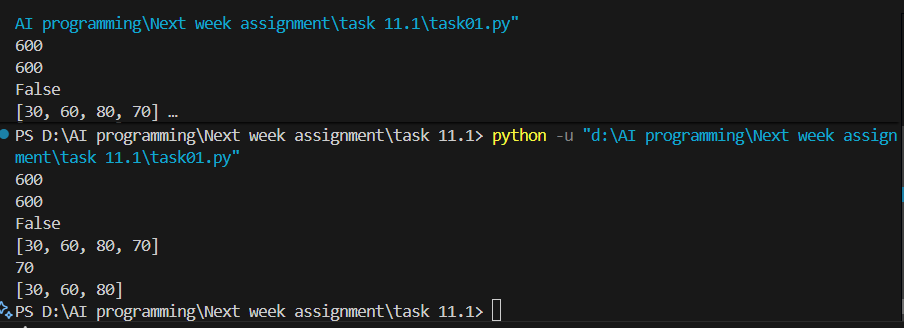 AI programming\Next week assignment\task 11.1\task01.py"
600
600
False
[30, 60, 80, 70] …
PS D:\AI programming\Next week assignment\task 11.1> python -u "d:\AI programming\Next week assign
ment\task 11.1\task01.py"
600
600
False
[30, 60, 80, 70]
70
[30, 60, 80]
PS D:\AI programming\Next week assignment\task 11.1>